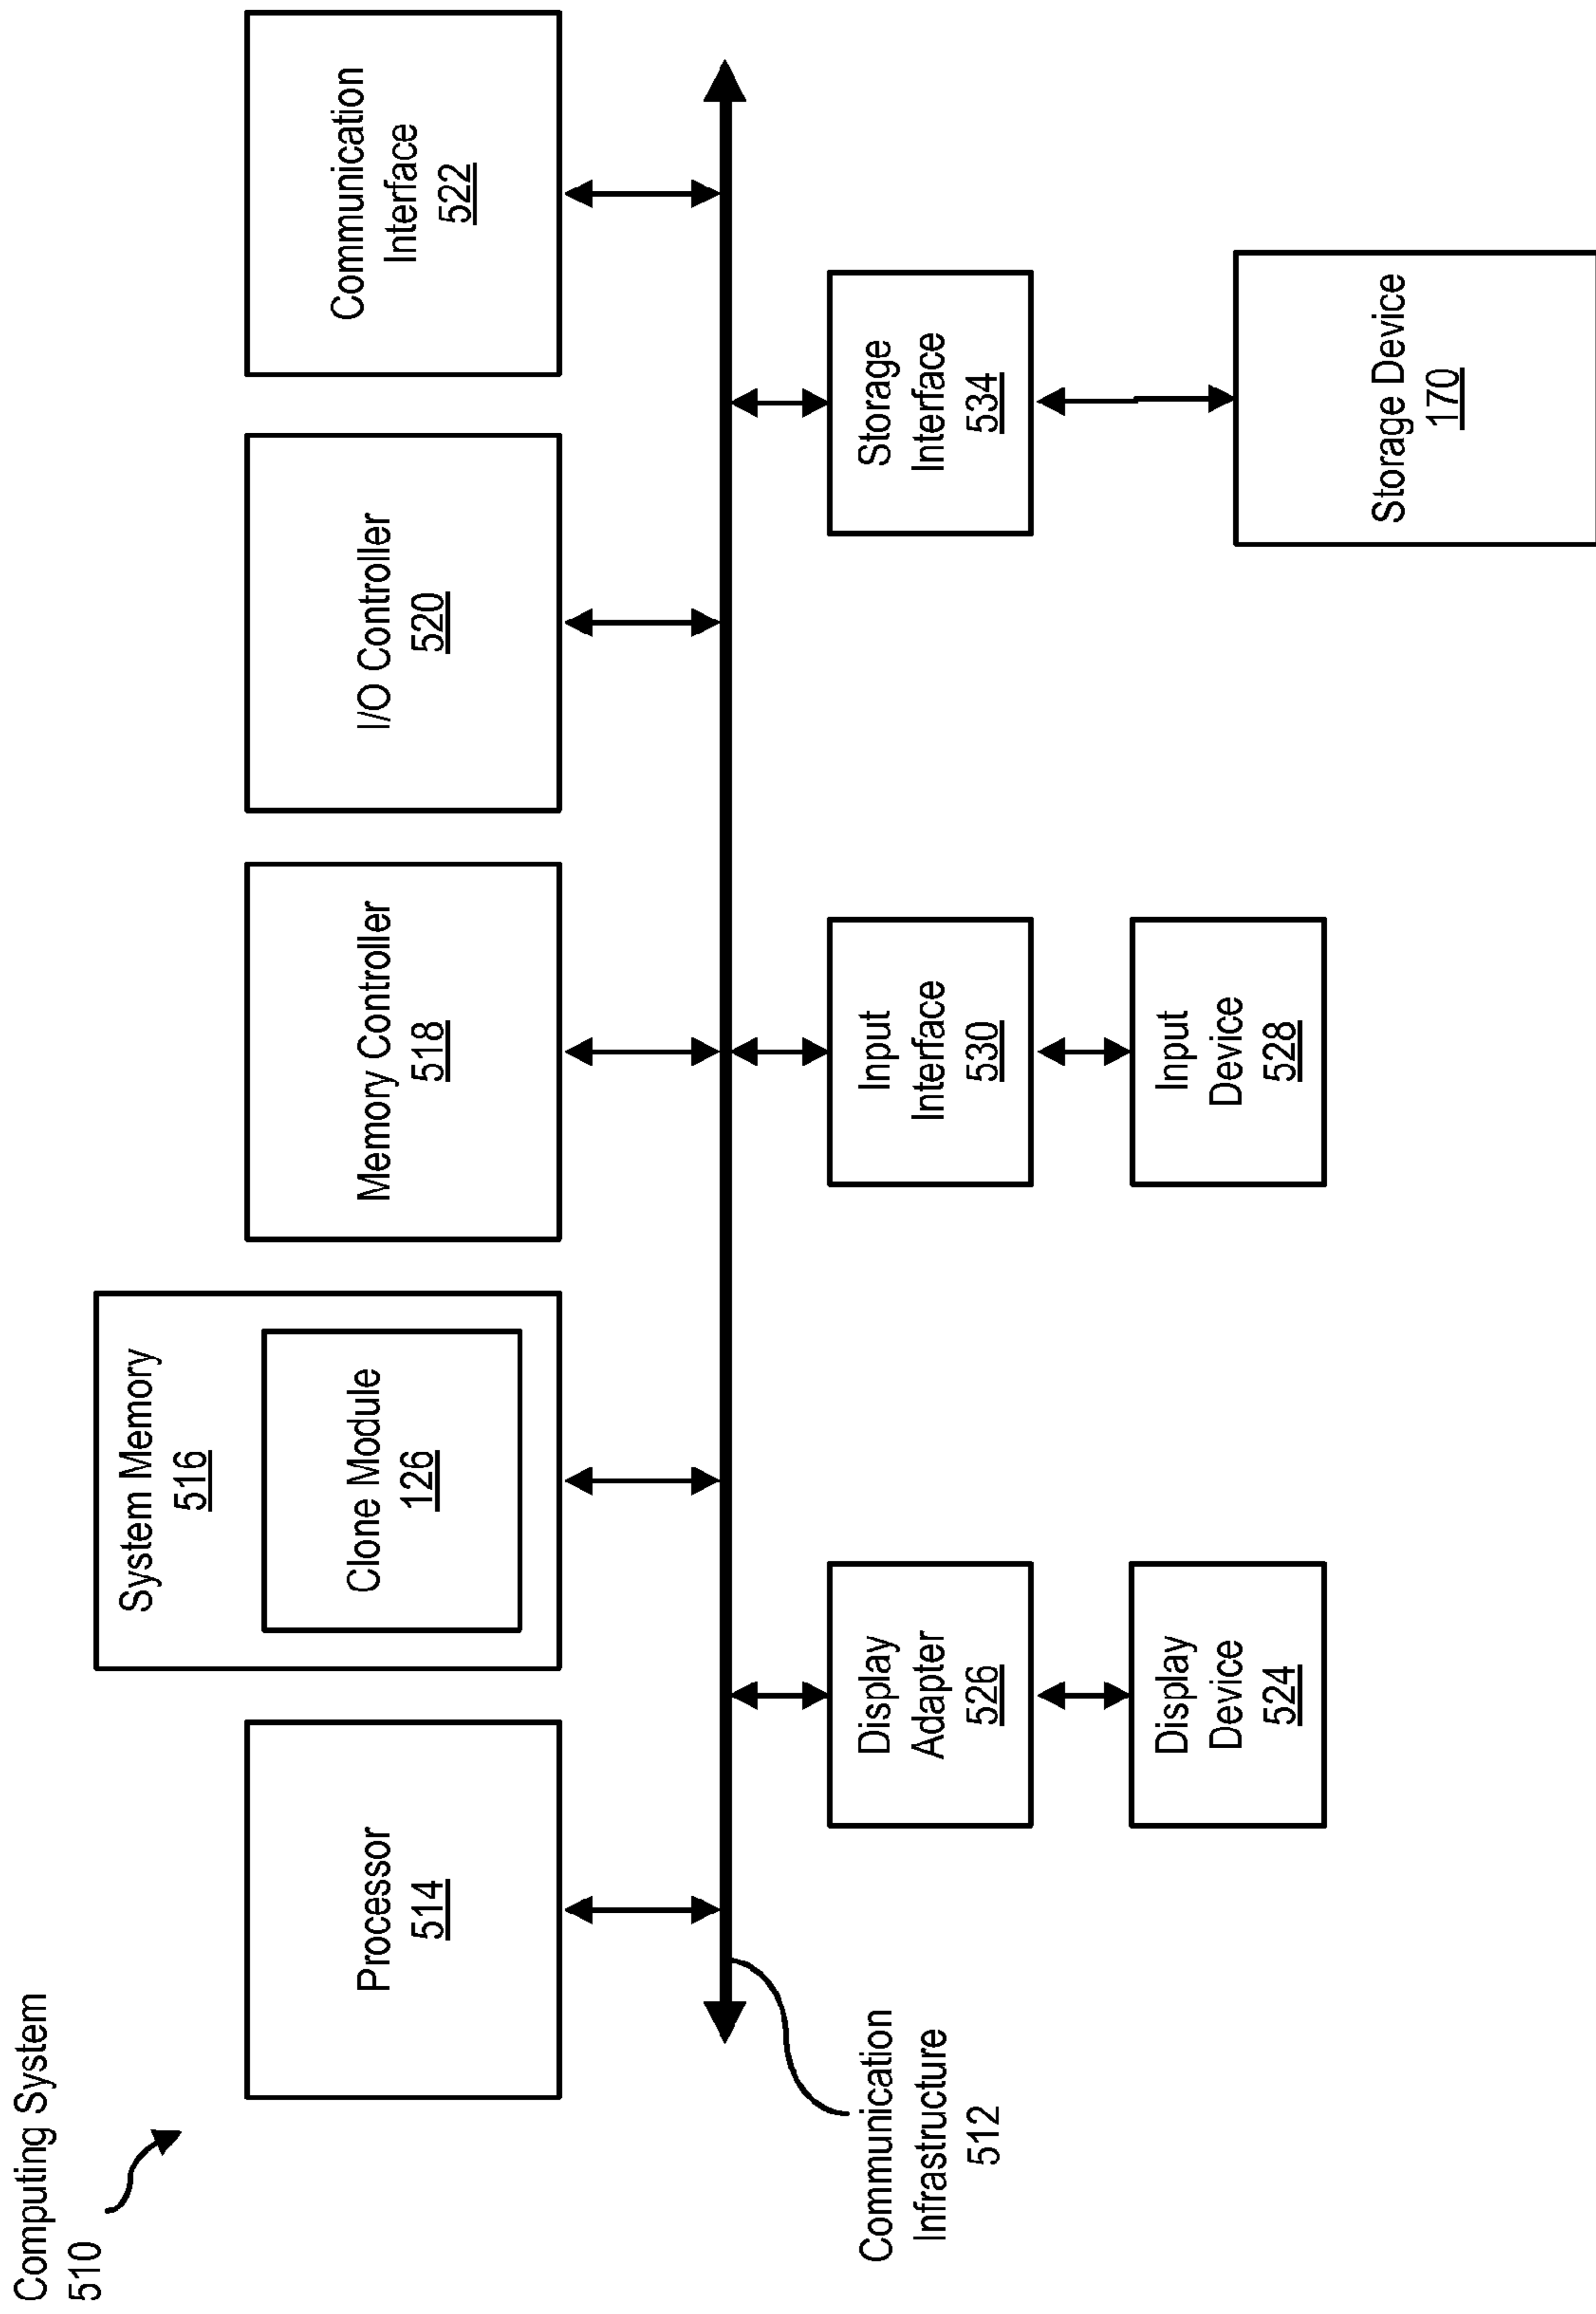 Computing System
510
Processor
514
System Memory
516
Clone Module
126
Memory Controller
518
I/O Controller
520
Communication
Interface
522
Communication
Infrastructure
512
Display
Adapter
526
Input
Interface
530
Storage
Interface
534
Display
Device
524
Input
Device
528
Storage Device
170